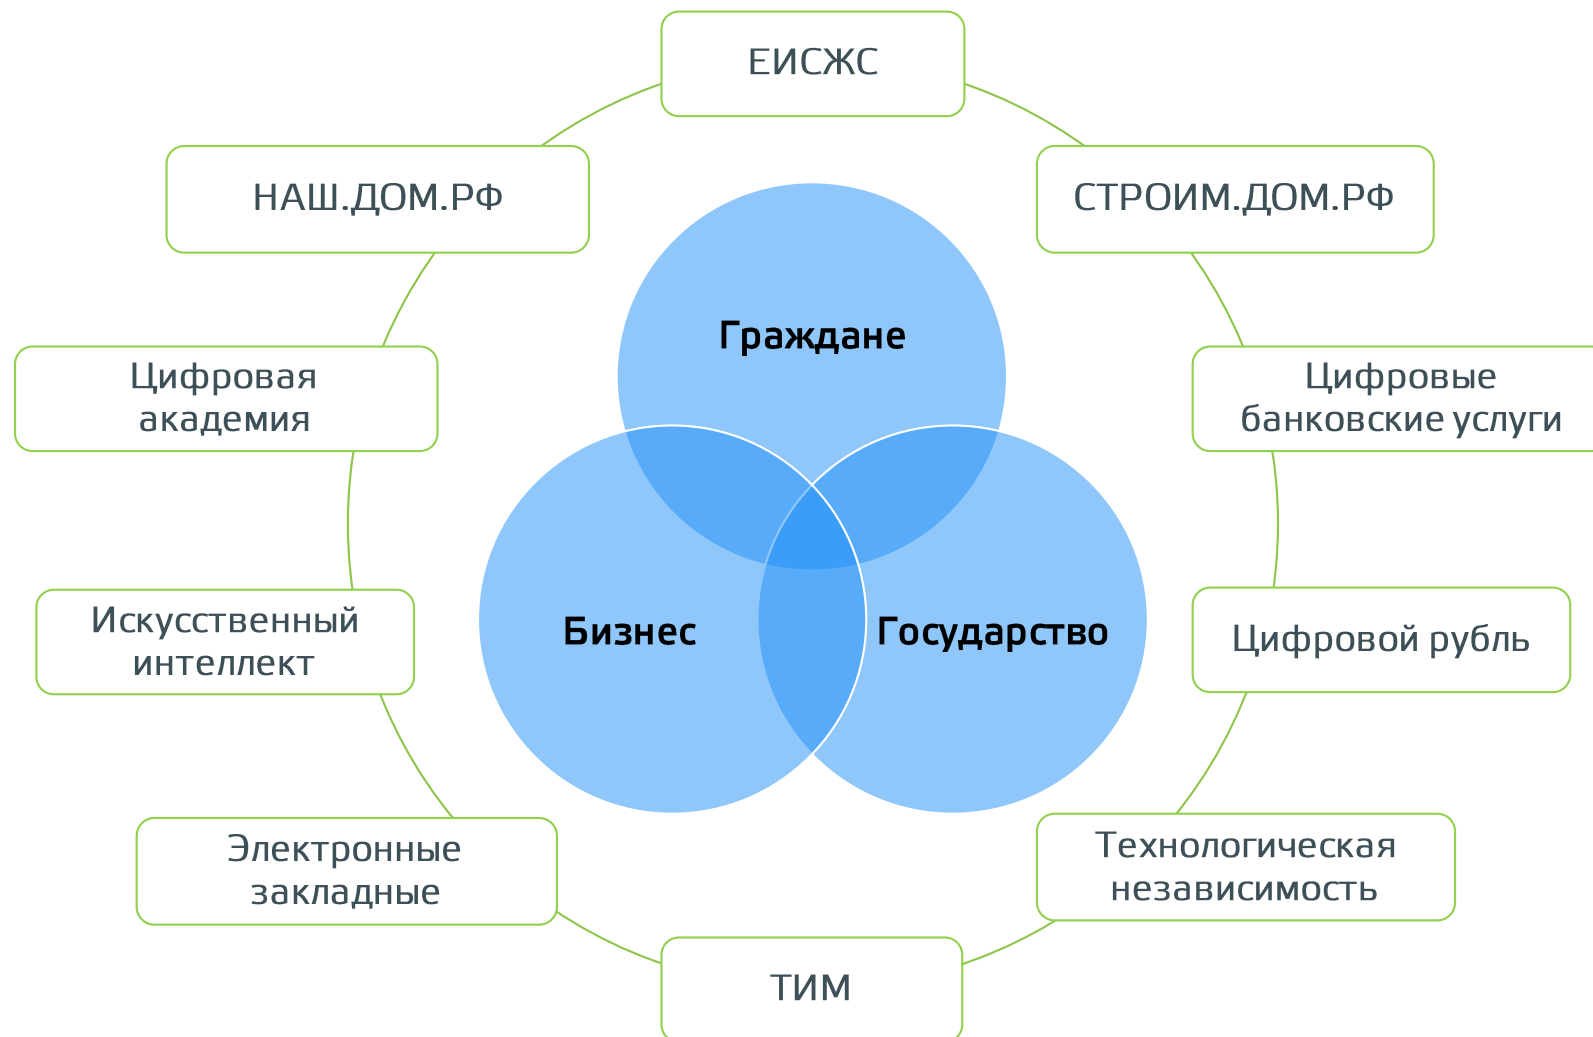 ЕИСЖС
НАШ.ДОМ.РФ
СТРОИМ.ДОМ.РФ
Граждане
Цифровая
академия
Цифровые
банковские услуги
Бизнес
Государство
Искусственный
интеллект
Цифровой рубль
Электронные
закладные
Технологическая
независимость
ТИМ